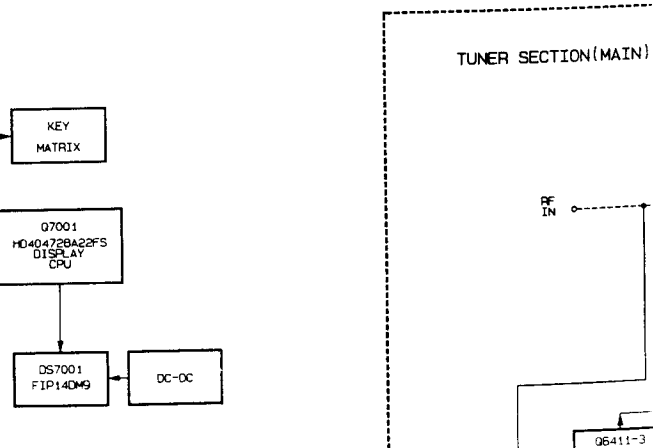 TUNER SECTION(MAIN)
KEY
MATRIX
RF
IN
Q7001
HD404728A22FS
DISPLAY
CPU
DS7001
FIP14DM9
DC-DC
Q6411-3